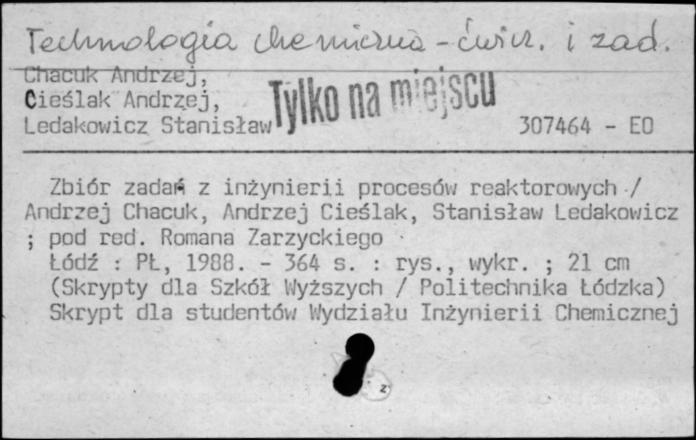 Technologia chemiczna - ćwicz. i zad.
Chacuk Andrzej,
Cieślak Andrzej,
Tylko na miejscu
Ledakowicz Stanisław
307464 - EO
Zbiór zadań z inżynierii procesów reaktorowych /
Andrzej Chacuk, Andrzej Cieślak, Stanisław Ledakowicz
; pod red. Romana Zarzyckiego
Łódź : PŁ, 1988. - 364 s. : rys., wykr. ; 21 cm
(Skrypty dla Szkół Wyższych / Politechnika Łódzka)
Skrypt dla studentów Wydziału Inżynierii Chemicznej
z